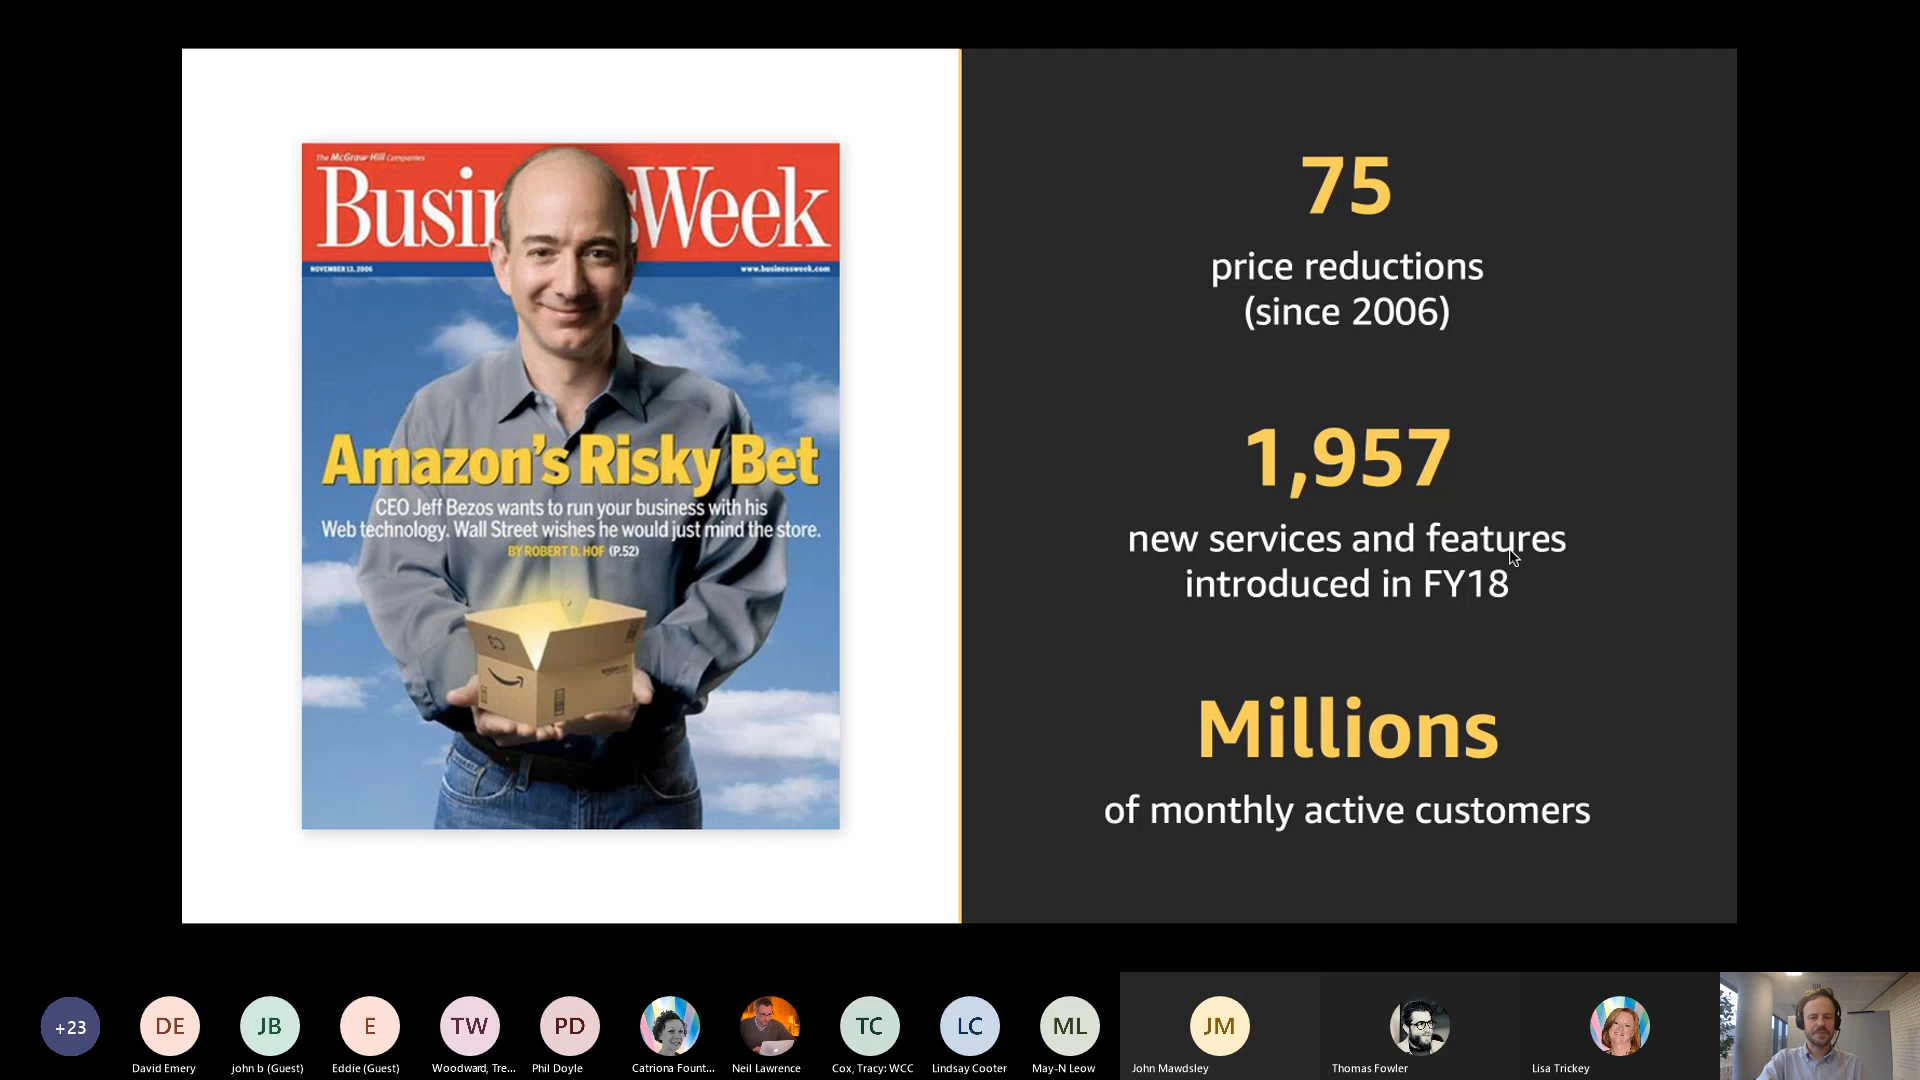 The McGraw-Hill Companies
BusinessWeek
NOVEMBER 13, 2006
www.businessweek.com
Amazon's Risky Bet
CEO Jeff Bezos wants to run your business with his
Web technology. Wall Street wishes he would just mind the store.
BY ROBERT D. HOF (P.52)
75
price reductions
(since 2006)
1,957
new services and features
introduced in FY18
Millions
of monthly active customers
+23
DE
JB
E
TW
PD
TC
LC
ML
JM
David Emery
john b (Guest)
Eddie (Guest)
Woodward, Tre...
Phil Doyle
Catriona Fount...
Neil Lawrence
Cox, Tracy: WCC
Lindsay Cooter
May-N Leow
John Mawdsley
Thomas Fowler
Lisa Trickey